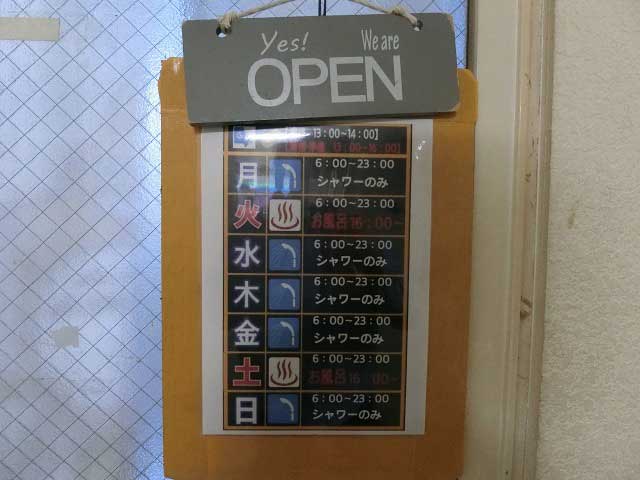 Yes! We are
OPEN
13:00~14:00】
13:00~16:00】
月 6:00~23:00
シャワーのみ
火 6:00~23:00
お風呂16:00~
水 6:00~23:00
シャワーのみ
木 6:00~23:00
シャワーのみ
金 6:00~23:00
シャワーのみ
土 6:00~23:00
お風呂16:00~
日 6:00~23:00
シャワーのみ